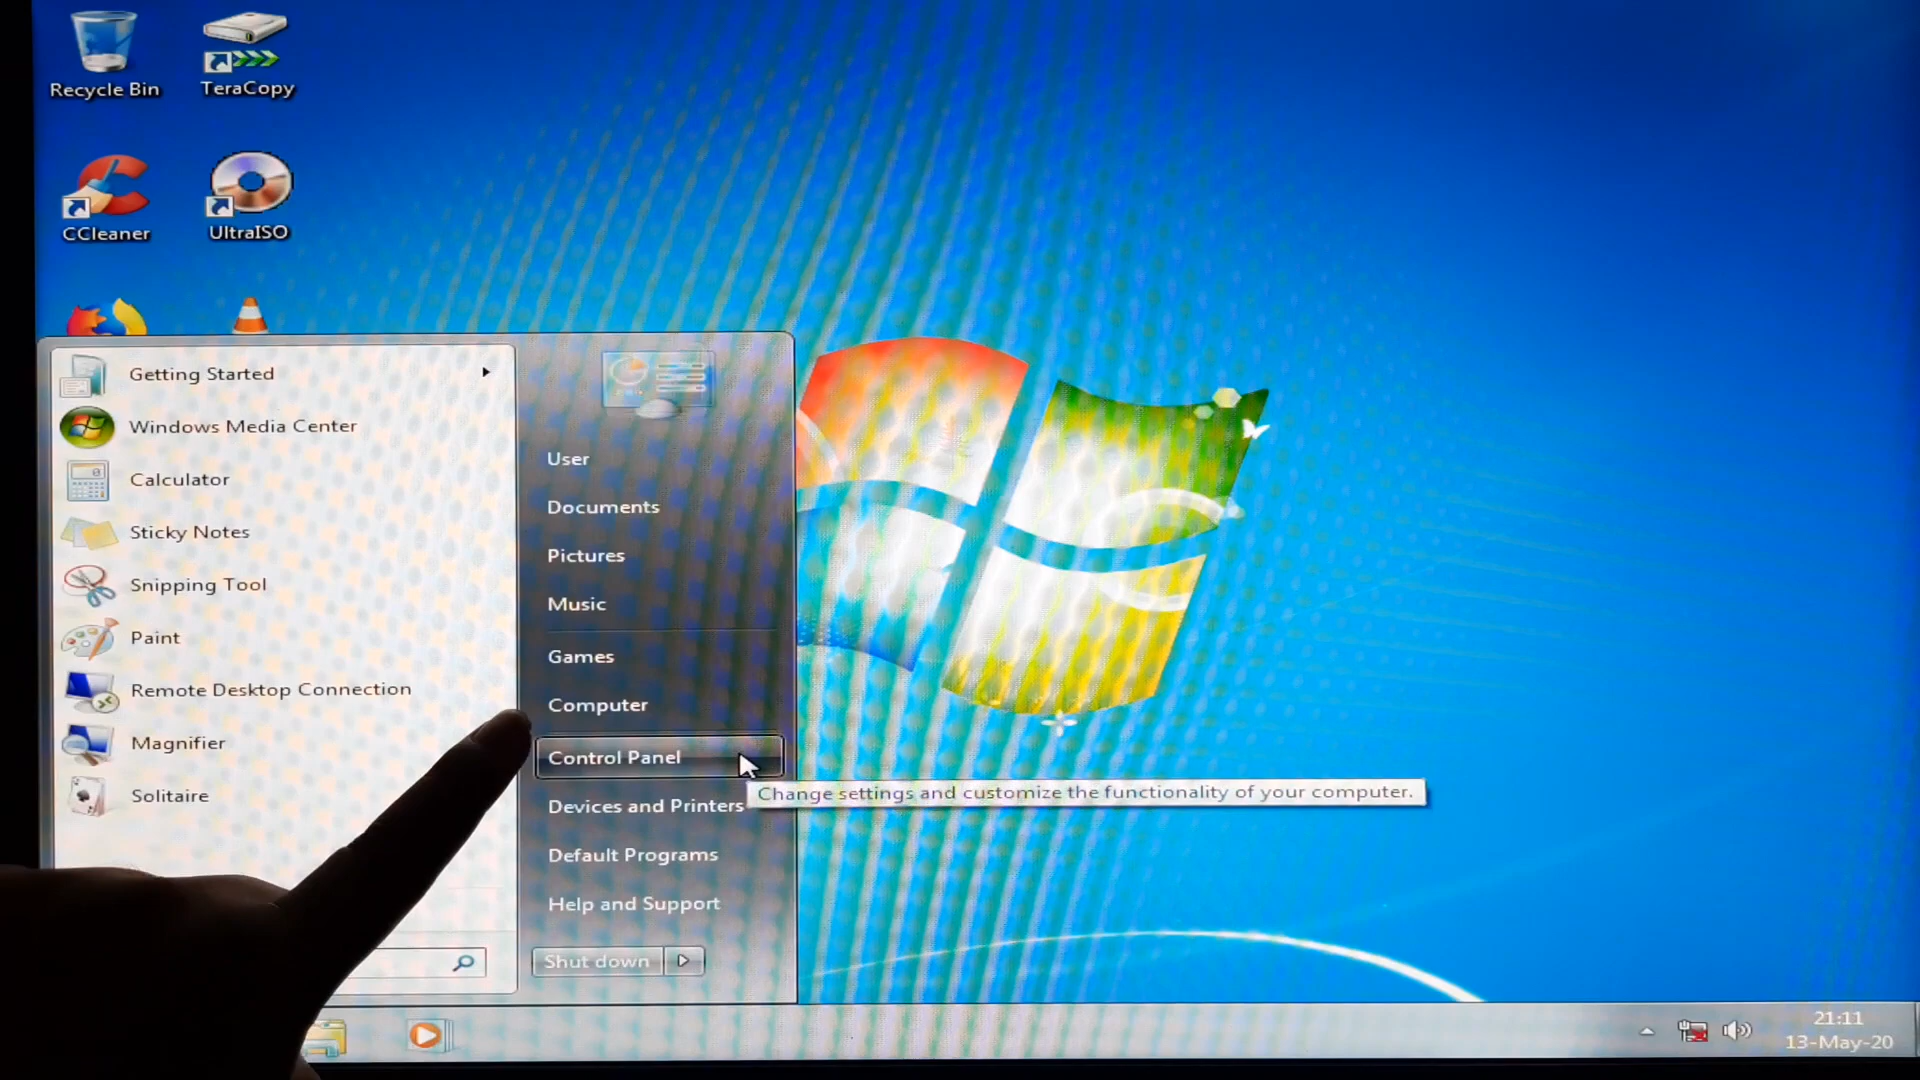 Recycle Bin
TeraCopy
CCleaner
UltraISO
Getting Started
Windows Media Center
Calculator
Sticky Notes
Snipping Tool
Paint
Remote Desktop Connection
Magnifier
Solitaire
User
Documents
Pictures
Music
Games
Computer
Control Panel
Change settings and customize the functionality of your computer.
Devices and Printers
Default Programs
Help and Support
Shut down
21:11
13-May-20